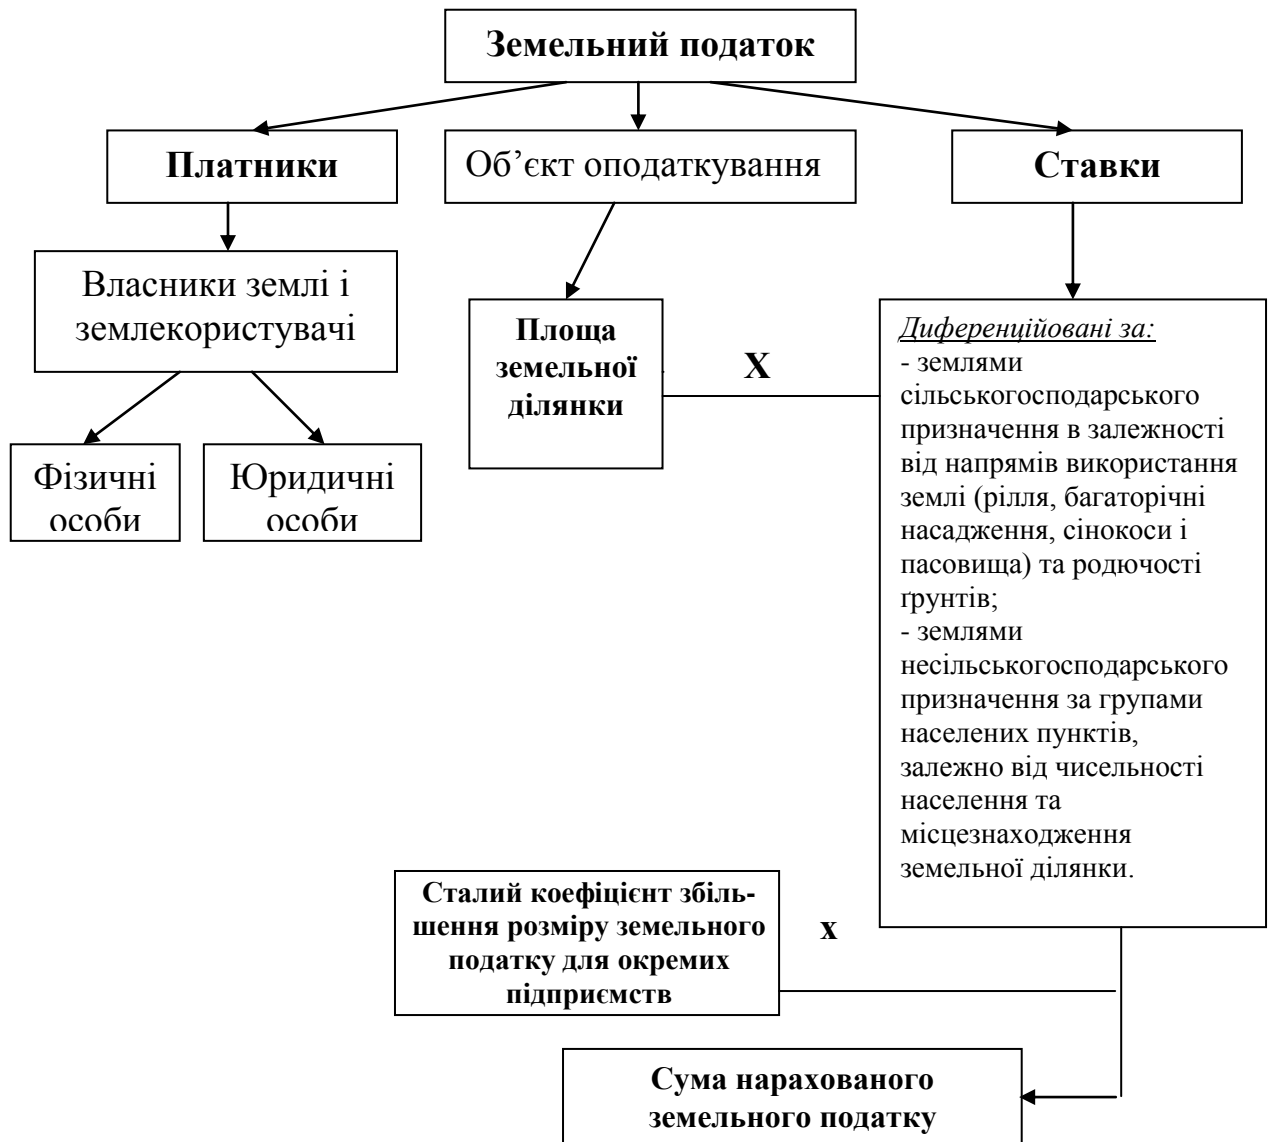 Земельний податок
Платники
Об’єкт оподаткування
Ставки
Власники землі і
землекористувачі
Фізичні
особи
Юридичні
особи
Площа
земельної
ділянки
X
Диференційовані за:
- землями
сільськогосподарського
призначення в залежності
від напрямів використання
землі (рілля, багаторічні
насадження, сінокоси і
пасовища) та родючості
ґрунтів;
- землями
несільськогосподарського
призначення за групами
населених пунктів,
залежно від чисельності
населення та
місцезнаходження
земельної ділянки.
Сталий коефіцієнт збіль-
шення розміру земельного
податку для окремих
підприємств
x
Сума нарахованого
земельного податку